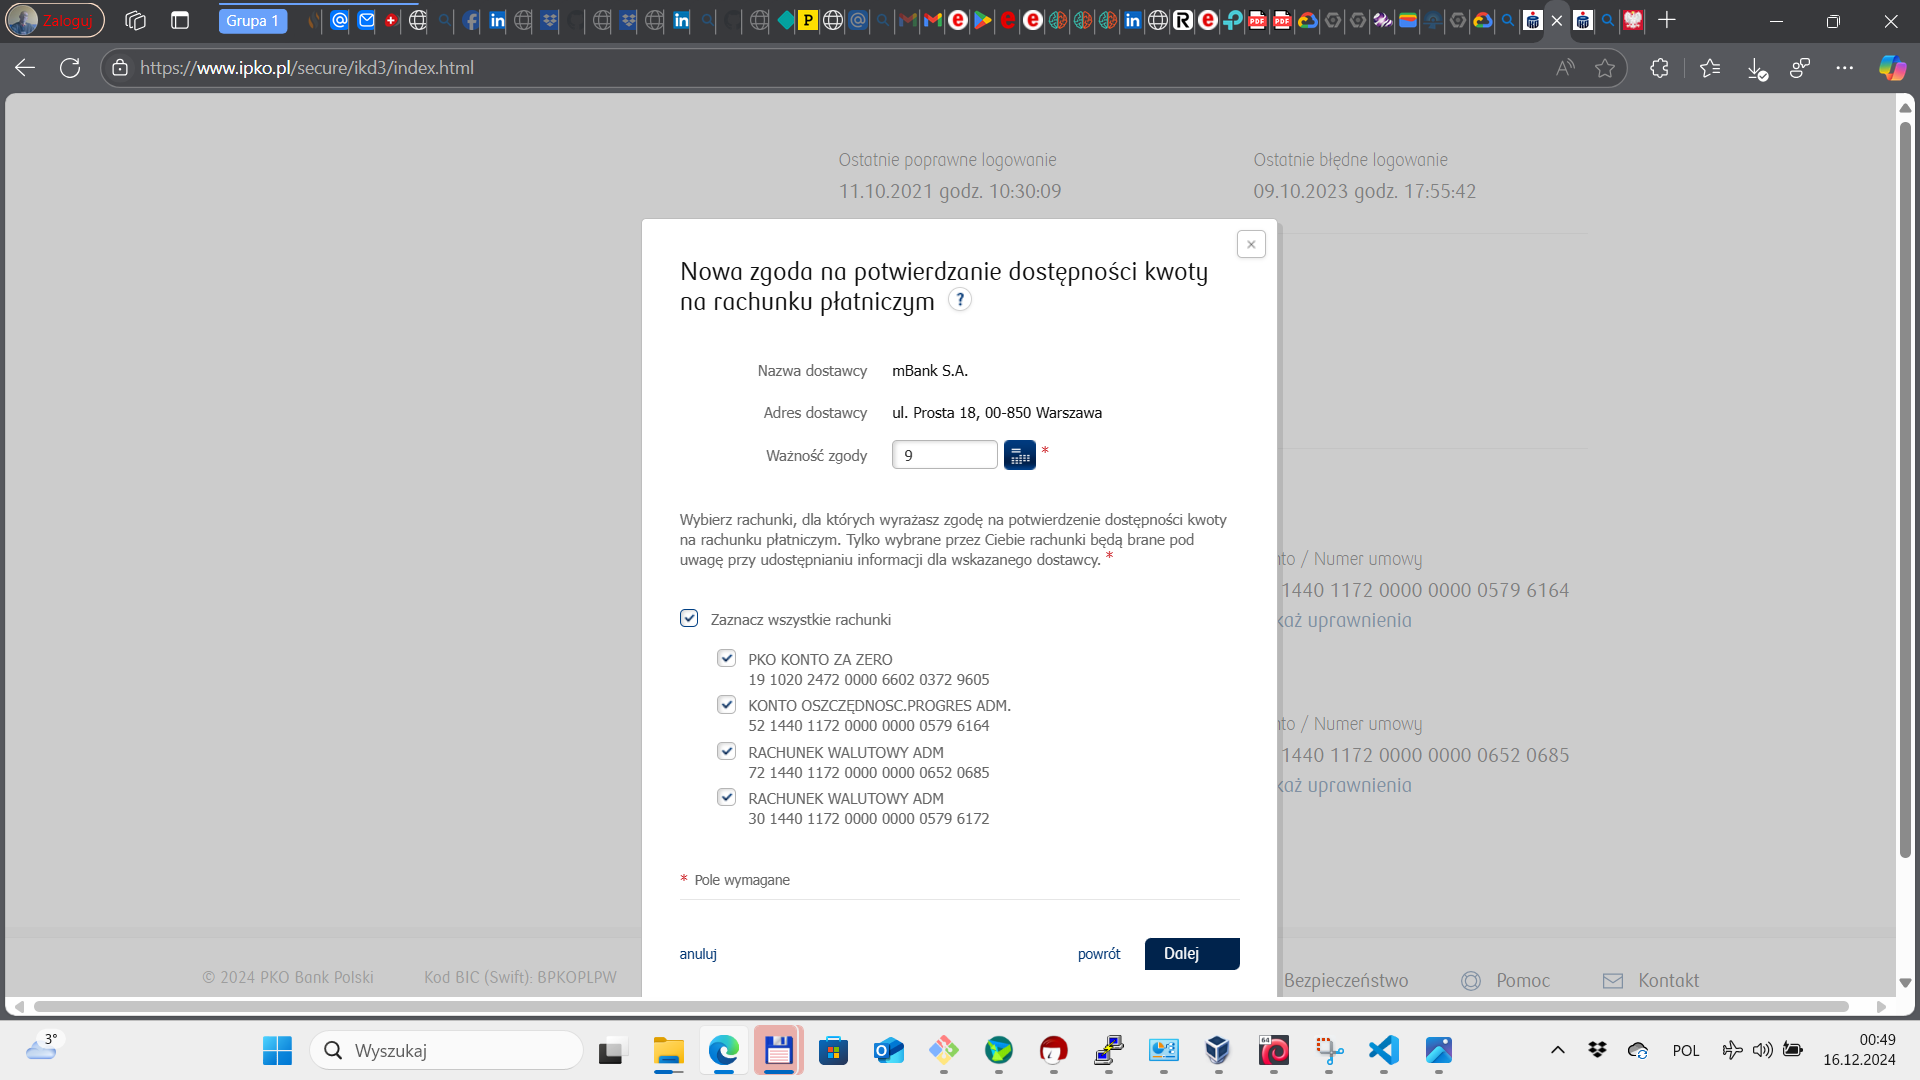 Zaloguj
Grupa 1
https://www.ipko.pl/secure/ikd3/index.html
Ostatnie poprawne logowanie
Ostatnie błędne logowanie
11.10.2021 godz. 10:30:09
09.10.2023 godz. 17:55:42
Nowa zgoda na potwierdzanie dostępności kwoty
na rachunku płatniczym ?
Nazwa dostawcy mBank S.A.
Adres dostawcy ul. Prosta 18, 00-850 Warszawa
Ważność zgody 9 *
Wybierz rachunki, dla których wyrażasz zgodę na potwierdzenie dostępności kwoty
na rachunku płatniczym. Tylko wybrane przez Ciebie rachunki będą brane pod
uwagę przy udostępnianiu informacji dla wskazanego dostawcy. *
Zaznacz wszystkie rachunki
PKO KONTO ZA ZERO
19 1020 2472 0000 6602 0372 9605
KONTO OSZCZĘDNOSC.PROGRES ADM.
52 1440 1172 0000 0000 0579 6164
RACHUNEK WALUTOWY ADM
72 1440 1172 0000 0000 0652 0685
RACHUNEK WALUTOWY ADM
30 1440 1172 0000 0000 0579 6172
* Pole wymagane
anuluj
powrót
Dalej
nto / Numer umowy
1440 1172 0000 0000 0579 6164
każ uprawnienia
nto / Numer umowy
1440 1172 0000 0000 0652 0685
każ uprawnienia
© 2024 PKO Bank Polski
Kod BIC (Swift): BPKOPLPW
Bezpieczeństwo
Pomoc
Kontakt
3°
Wyszukaj
POL
00:49
16.12.2024